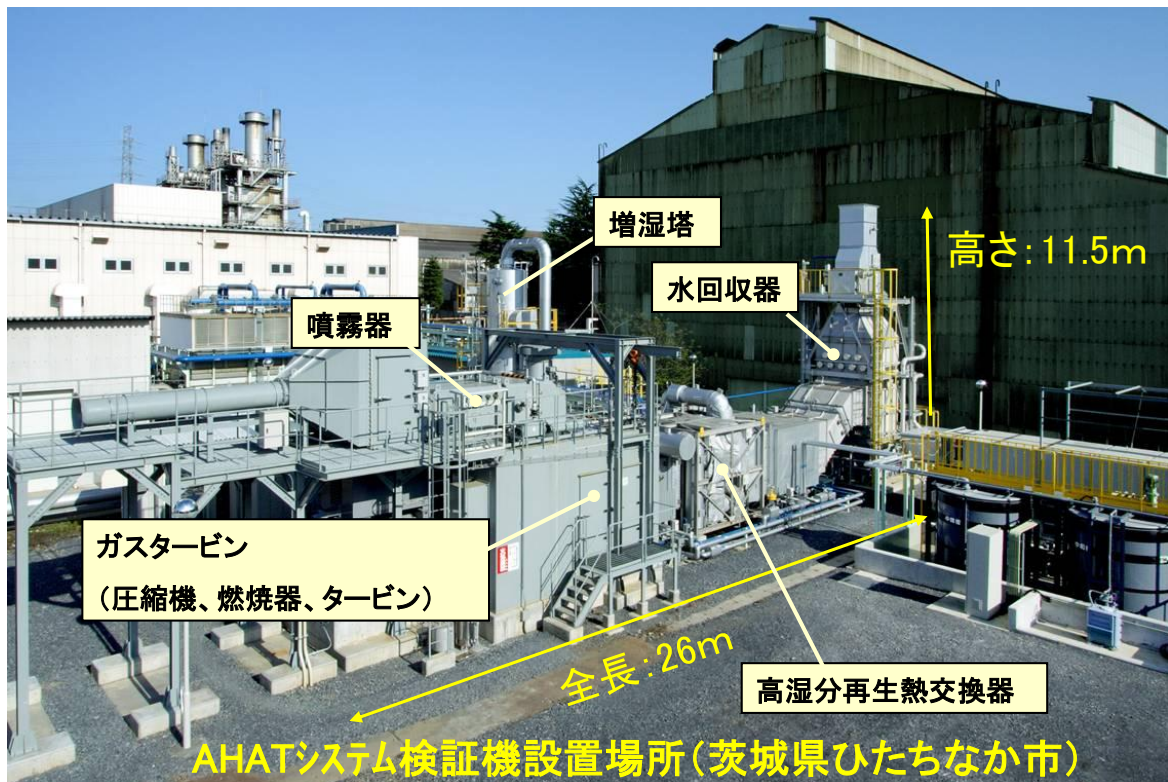 増湿塔
高さ：11.5m
水回収器
噴霧器
ガスタービン
（圧縮機、燃焼器、タービン）
全長：26m
高湿分再生熱交換器
AHATシステム検証機設置場所（茨城県ひたちなか市）